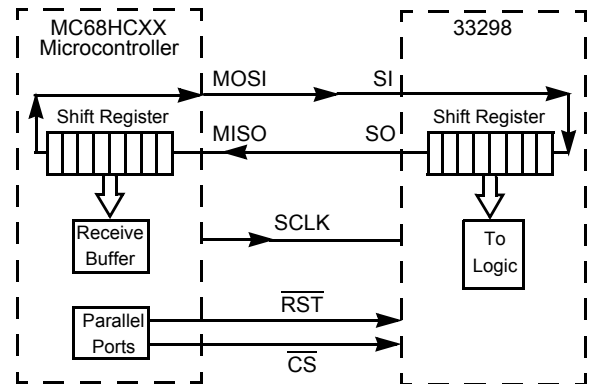 MC68HCXX
Microcontroller
33298
MOSI
SI
Shift Register
MISO
SO
Shift Register
Receive
Buffer
SCLK
To
Logic
Parallel
Ports
RST
CS